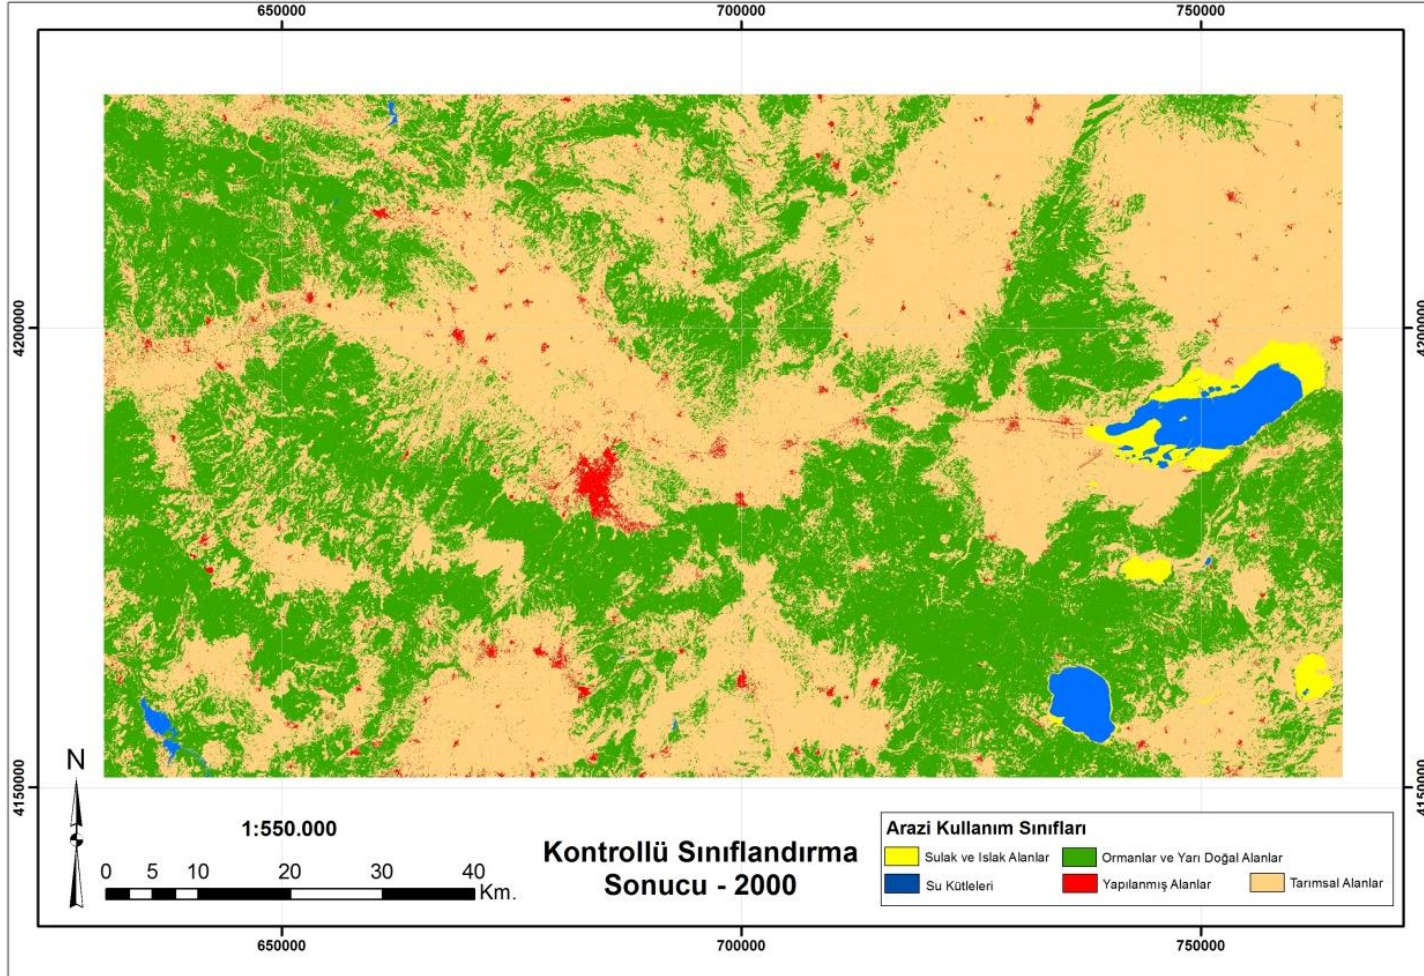 650000
700000
750000
4200000
4200000
4150000
4150000
N
1:550.000
0 5 10 20 30 40
Km.
Kontrollü Sınıflandırma
Sonucu - 2000
Arazi Kullanım Sınıfları
Sulak ve Islak Alanlar
Ormanlar ve Yarı Doğal Alanlar
Su Kütleleri
Yapılanmış Alanlar
Tarımsal Alanlar
650000
700000
750000